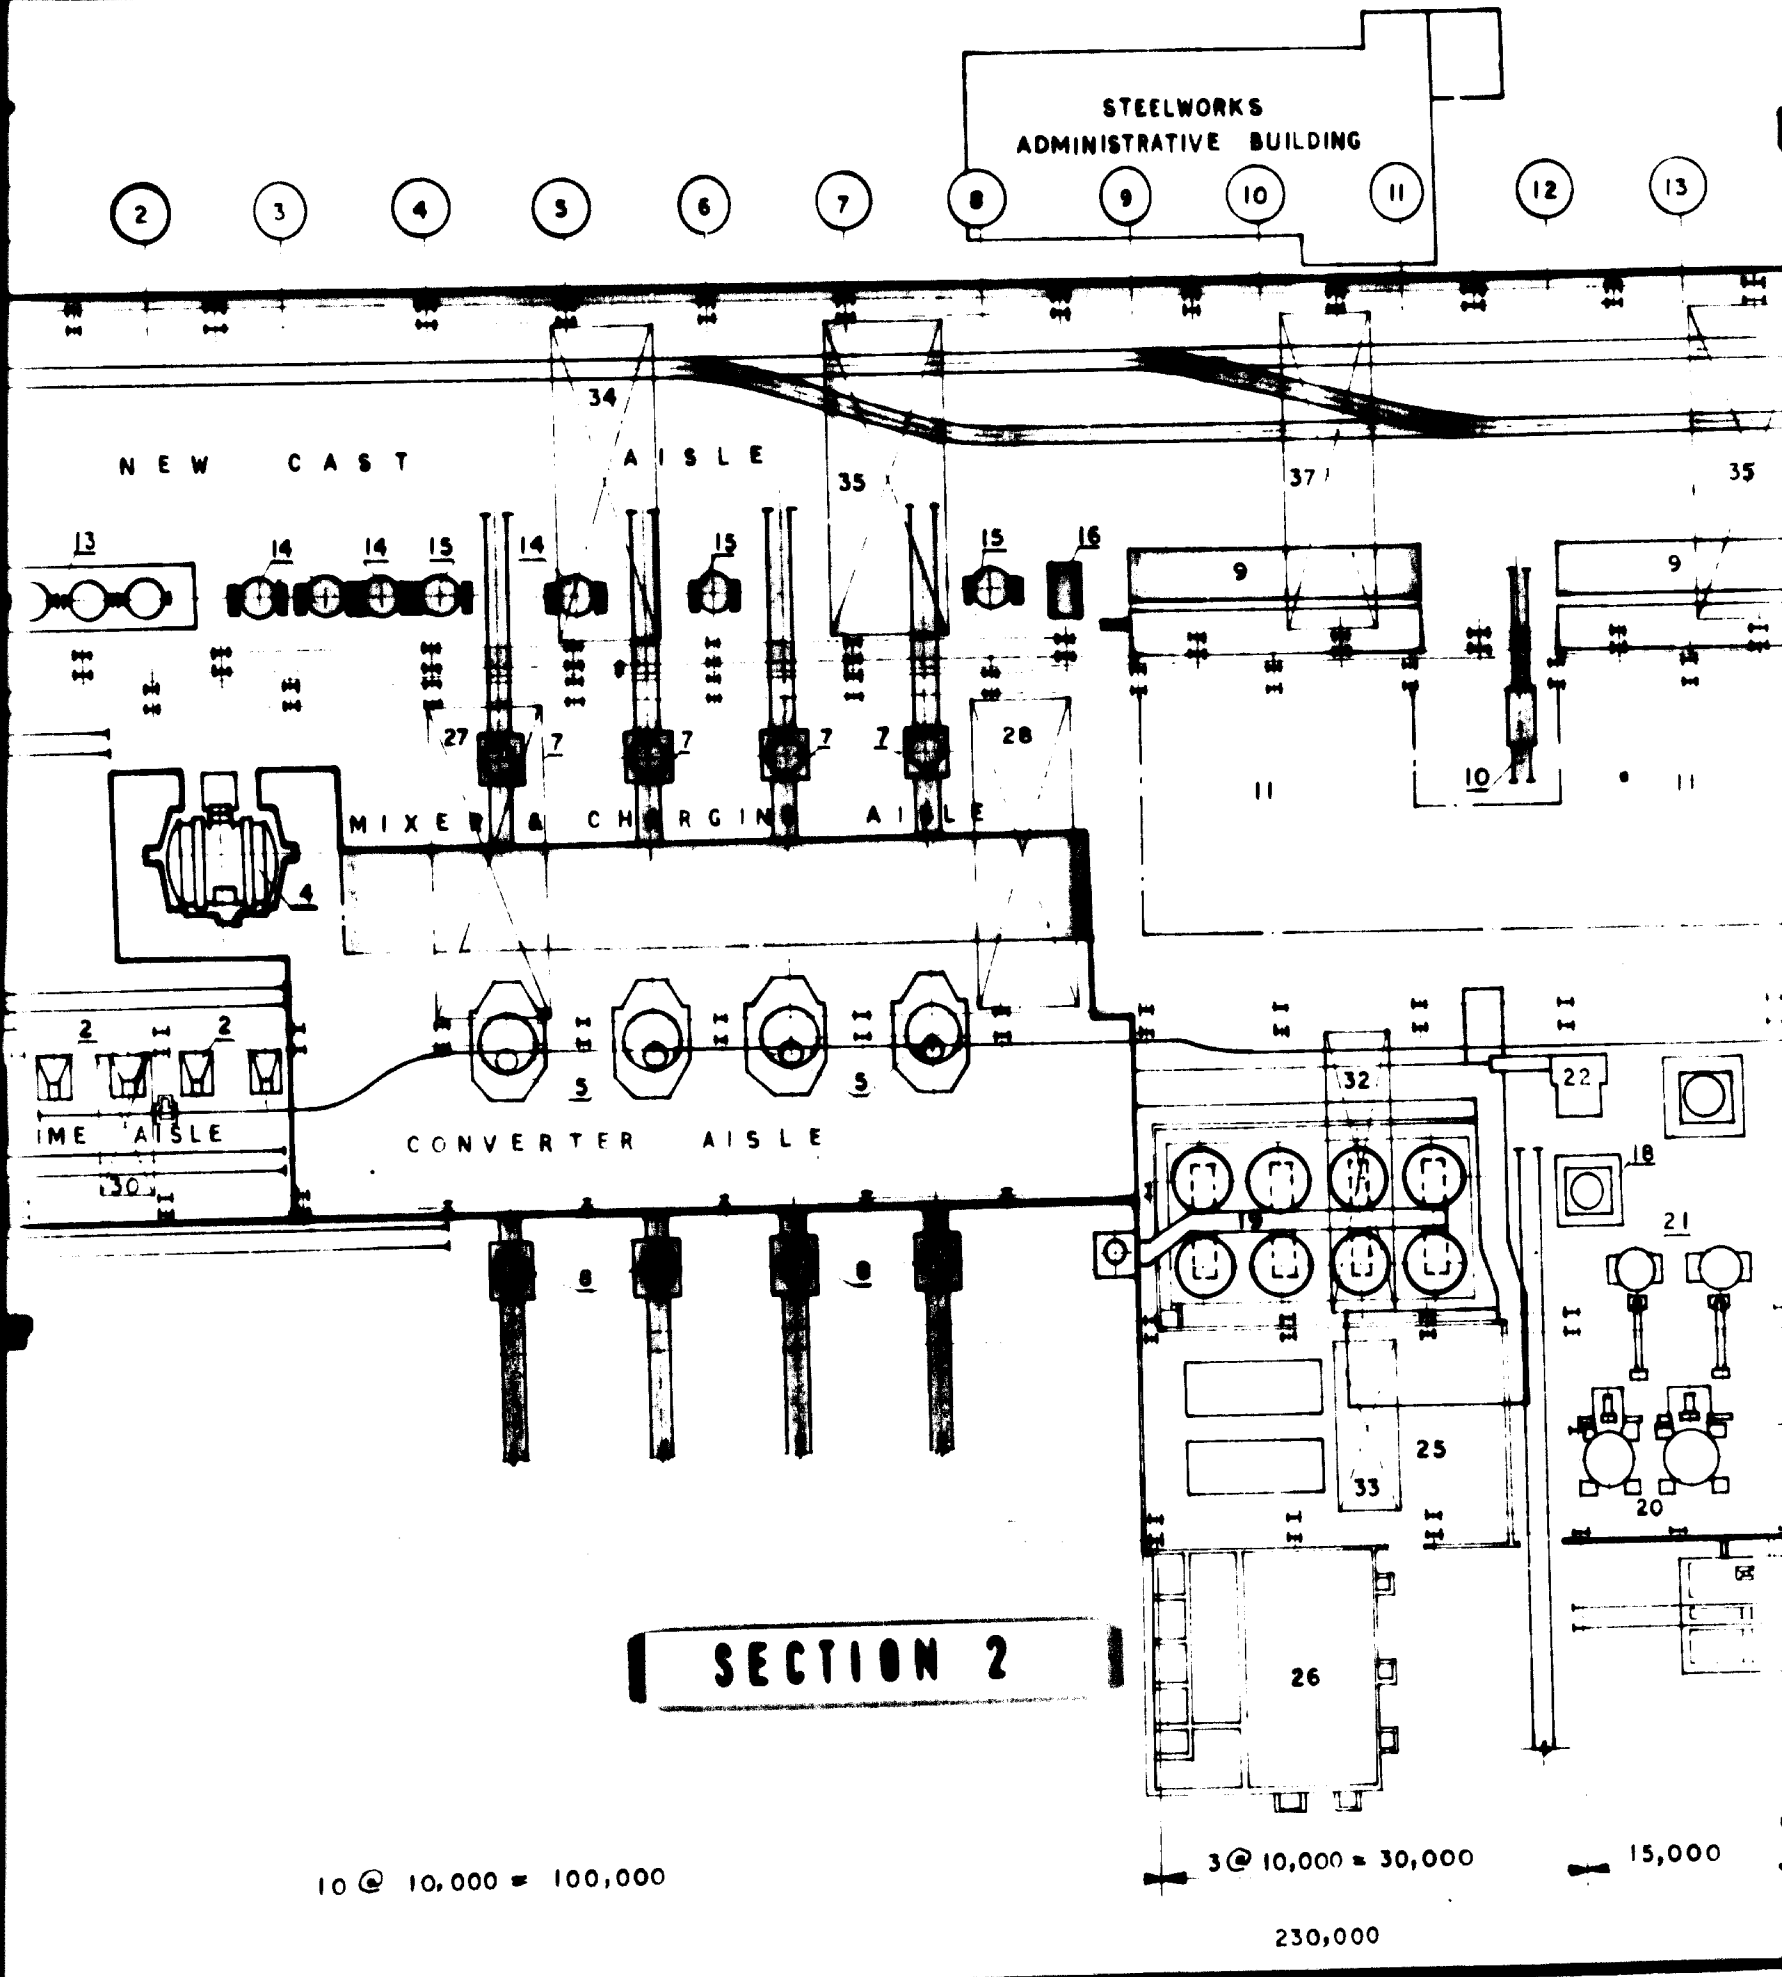 STEELWORKS
ADMINISTRATIVE BUILDING
2 3 4 5 6 7 8 9 10 11 12 13
34
NEW CAST AISLE
35
37
35
13 14 14 15 14 15 15 16
9
9
27 7 7 7 7 28
10
11
11
MIXER & CHARGING AISLE
4
2 2
5 5
32
22
IME AISLE
CONVERTER AISLE
30
18
19
21
8 8
25
33
20
SECTION 2
26
10 @ 10,000 = 100,000
3 @ 10,000 = 30,000
15,000
230,000